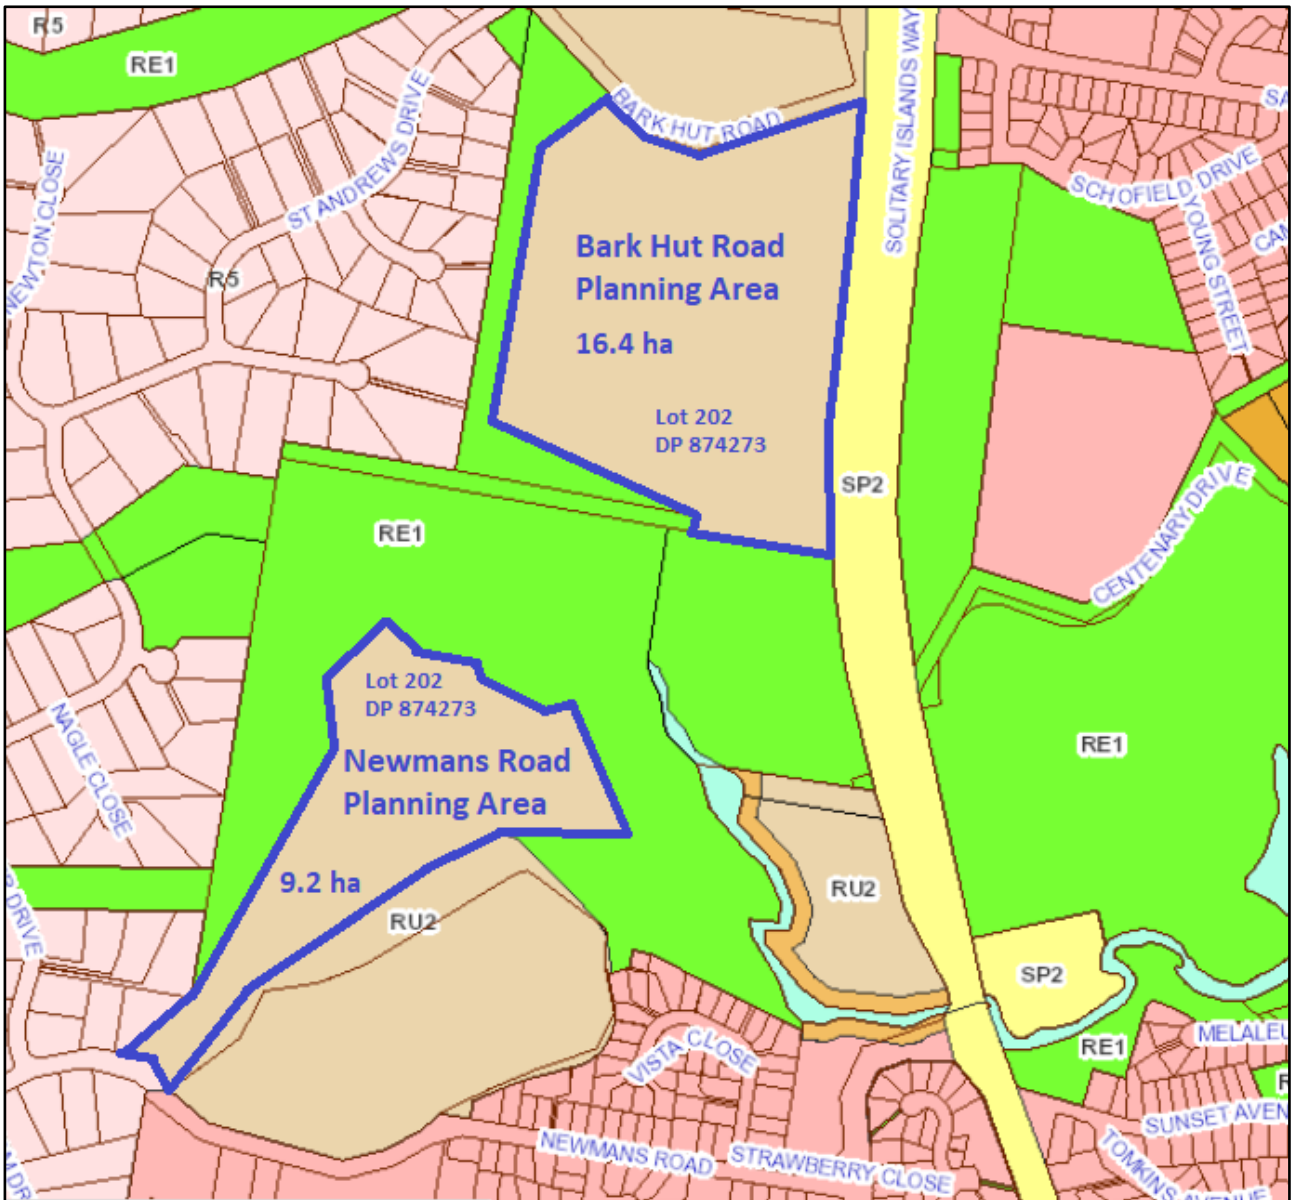 R5
RE1
BARK HUT ROAD
SOLITARY ISLANDS WAY
SCHOFIELD DRIVE
YOUNG STREET
NEWTON CLOSE
ST ANDREWS DRIVE
R5
Bark Hut Road
Planning Area
16.4 ha
Lot 202
DP 874273
SP2
CENTENARY DRIVE
RE1
Lot 202
DP 874273
Newmans Road
Planning Area
9.2 ha
NAGLE CLOSE
RE1
RU2
RU2
SP2
DRIVE
RE1
VISTA CLOSE
NEWMANS ROAD
STRAWBERRY CLOSE
SUNSET AVEN
TOMKINS AVENUE
MELALEU
SA
CAM
R